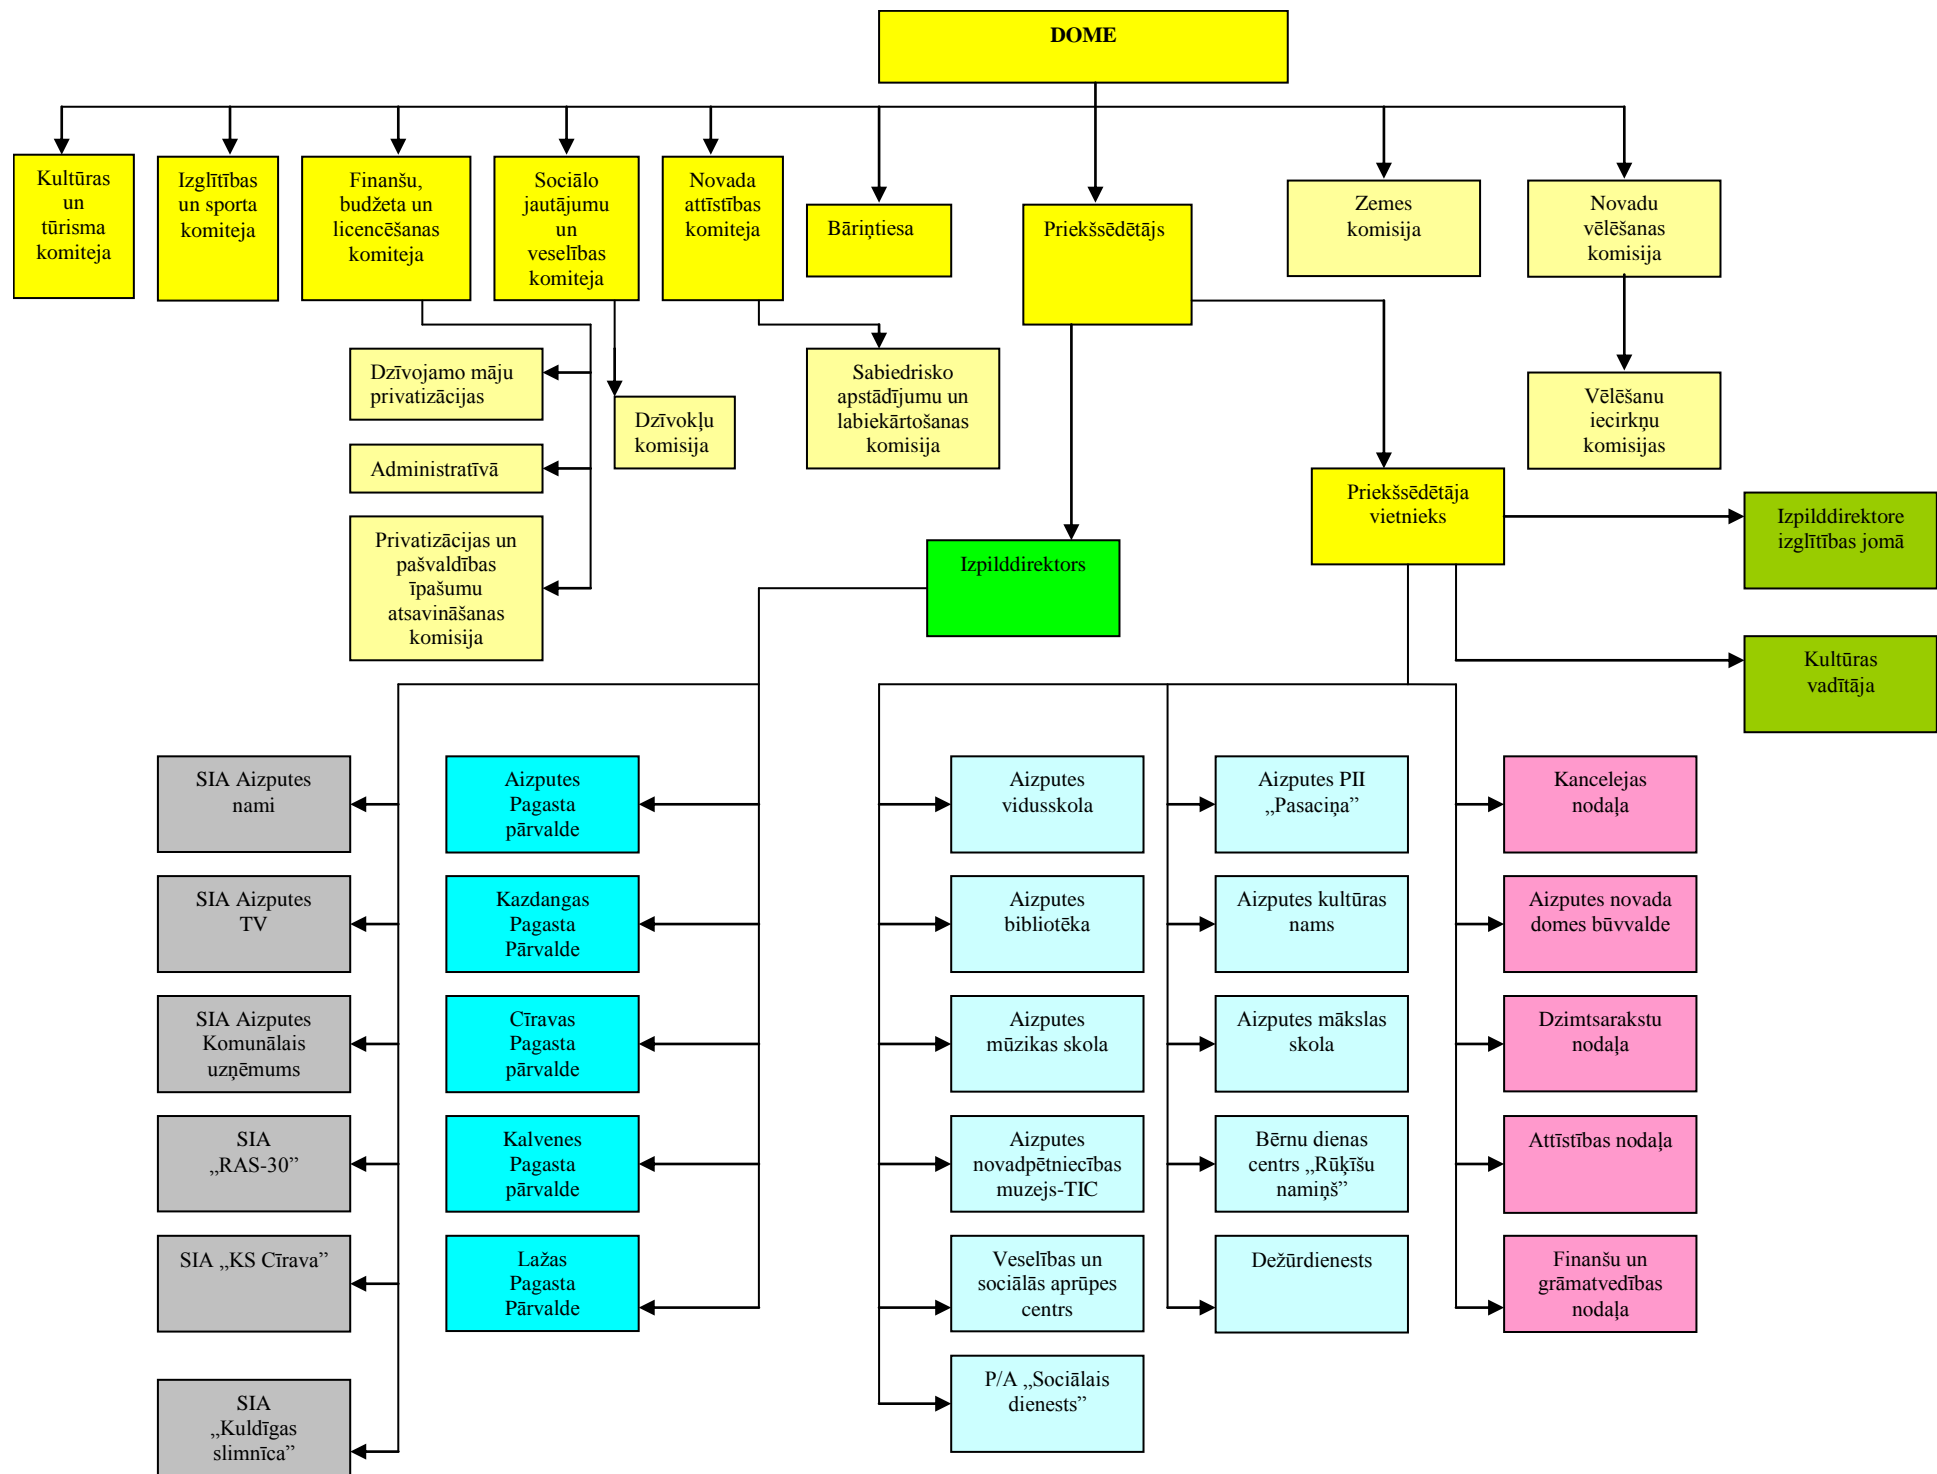 DOME
Kultūras
un
tūrisma
komiteja
Izglītības
un sporta
komiteja
Finanšu,
budžeta un
licencēšanas
komiteja
Sociālo
jautājumu
un
veselības
komiteja
Novada
attīstības
komiteja
Bāriņtiesa
Priekšsēdētājs
Zemes
komisija
Novadu
vēlēšanas
komisija
Dzīvojamo māju
privatizācijas
Administratīvā
Privatizācijas un
pašvaldības
īpašumu
atsavināšanas
komisija
Dzīvokļu
komisija
Sabiedrisko
apstādījumu un
labiekārtošanas
komisija
Vēlēšanu
iecirkņu
komisijas
Priekšsēdētāja
vietnieks
Izpilddirektore
izglītības jomā
Izpilddirektors
Kultūras
vadītāja
SIA Aizputes
nami
Aizputes
Pagasta
pārvalde
Aizputes
vidusskola
Aizputes PII
„Pasaciņa”
Kancelejas
nodaļa
SIA Aizputes
TV
Kazdangas
Pagasta
Pārvalde
Aizputes
bibliotēka
Aizputes kultūras
nams
Aizputes novada
domes būvvalde
SIA Aizputes
Komunālais
uzņēmums
Cīravas
Pagasta
pārvalde
Aizputes
mūzikas skola
Aizputes mākslas
skola
Dzimtsarakstu
nodaļa
SIA
„RAS-30”
Kalvenes
Pagasta
pārvalde
Aizputes
novadpētniecības
muzejs-TIC
Bērnu dienas
centrs „Rūķīšu
namiņš”
Attīstības nodaļa
SIA „KS Cīrava”
Lažas
Pagasta
Pārvalde
Veselības un
sociālās aprūpes
centrs
Dežūrdienests
Finanšu un
grāmatvedības
nodaļa
SIA
„Kuldīgas
slimnīca”
P/A „Sociālais
dienests”